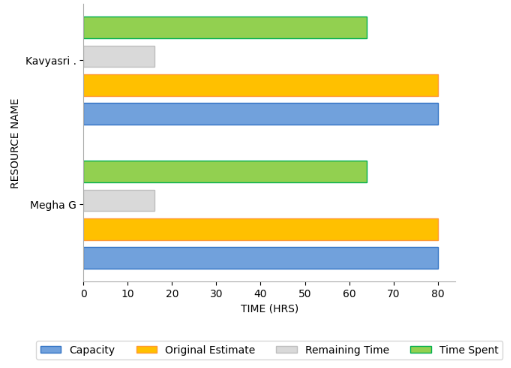 RESOURCE NAME
Kavyasri .
Megha G
0 10 20 30 40 50 60 70 80
TIME (HRS)
Capacity Original Estimate Remaining Time Time Spent